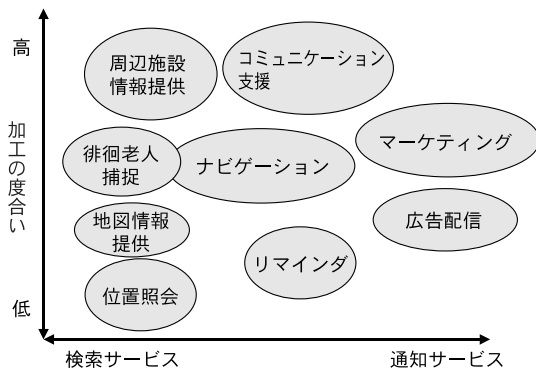 高
周辺施設
情報提供
コミュニケーション
支援
加工の度合い
徘徊老人
捕捉
ナビゲーション
マーケティング
地図情報
提供
広告配信
リマインダ
位置照会
低
検索サービス
通知サービス